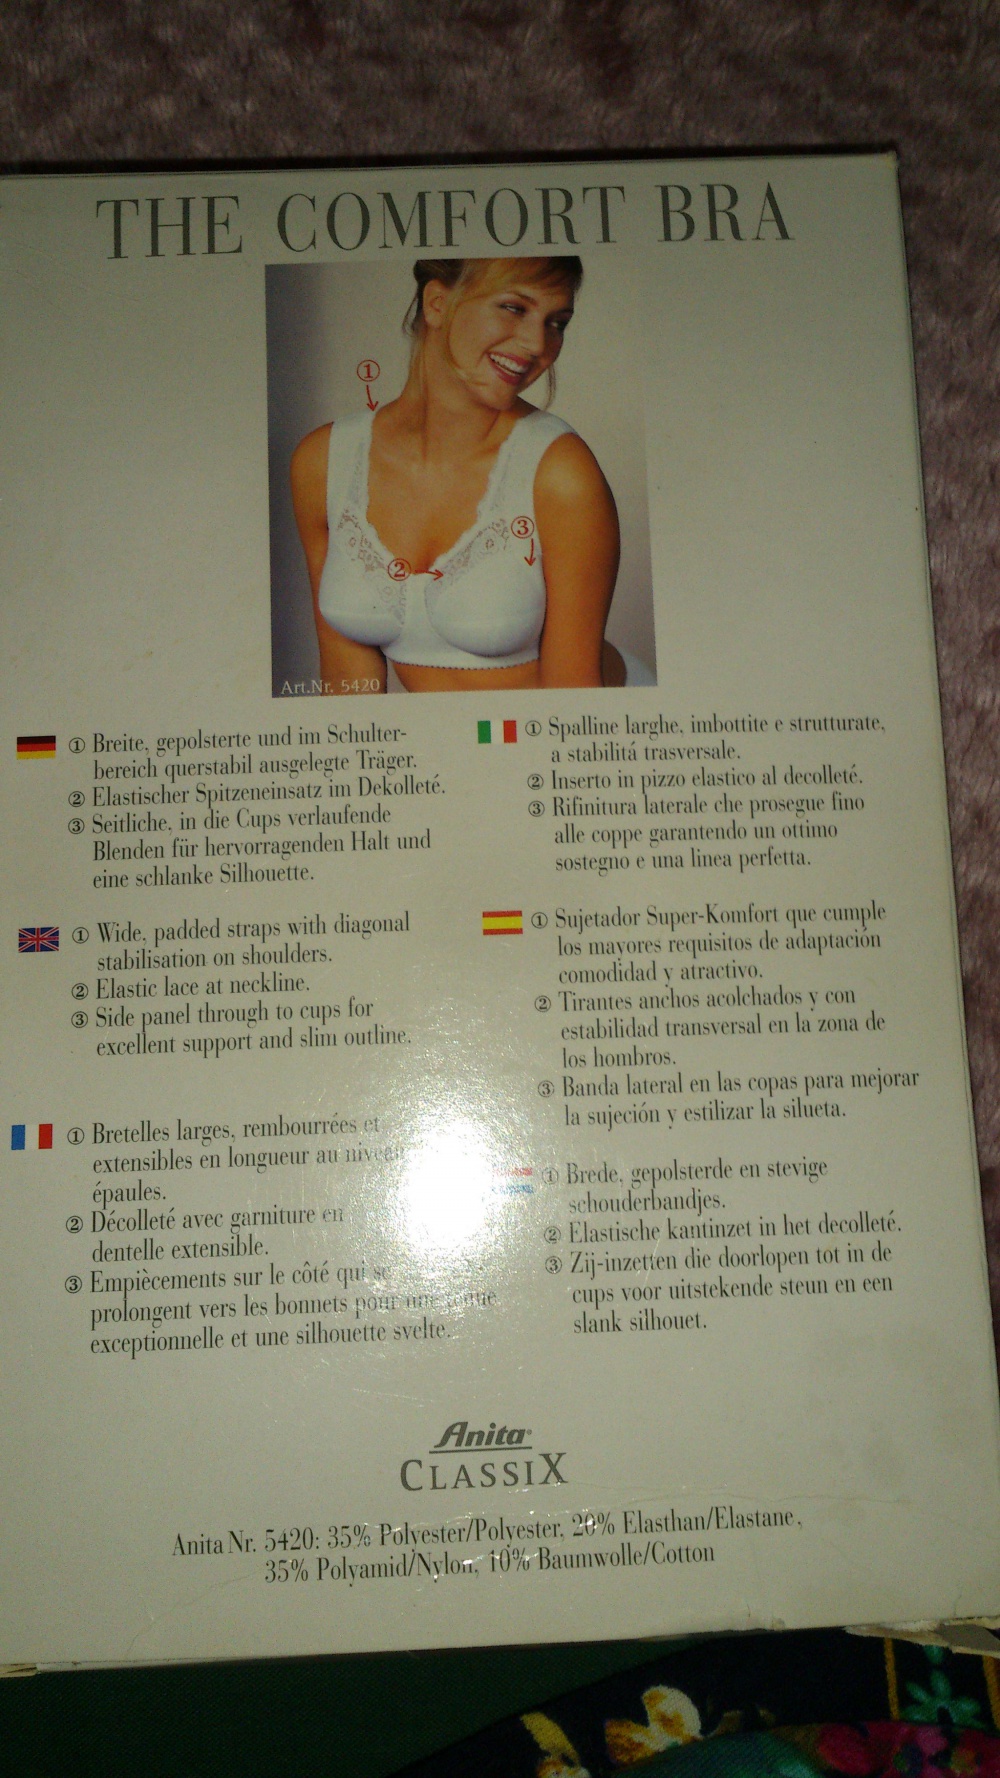 THE COMFORT BRA
①
②
③
Art.Nr. 5420
① Breite, gepolsterte und im Schulter-
bereich querstabil ausgelegte Träger.
② Elastischer Spitzeneinsatz im Dekolleté.
③ Seitliche, in die Cups verlaufende
Blenden für hervorragenden Halt und
eine schlanke Silhouette.
① Wide, padded straps with diagonal
stabilisation on shoulders.
② Elastic lace at neckline.
③ Side panel through to cups for
excellent support and slim outline.
① Bretelles larges, rembourrées et
extensibles en longueur au niveau
épaules.
② Décolleté avec garniture en
dentelle extensible.
③ Empiècements sur le côté qui se
prolongent vers les bonnets pour une
exceptionnelle et une silhouette svelte.
① Spalline larghe, imbottite e strutturate,
a stabilitá trasversale.
② Inserto in pizzo elastico al decolleté.
③ Rifinitura laterale che prosegue fino
alle coppe garantendo un ottimo
sostegno e una linea perfetta.
① Sujetador Super-Komfort que cumple
los mayores requisitos de adaptación
comodidad y atractivo.
② Tirantes anchos acolchados y con
estabilidad transversal en la zona de
los hombros.
③ Banda lateral en las copas para mejorar
la sujeción y estilizar la silueta.
① Brede, gepolsterde en stevige
schouderbandjes.
② Elastische kantinzet in het decolleté.
③ Zij-inzetten die doorlopen tot in de
cups voor uitstekende steun en een
slank silhouet.
Anita
CLASSIX
Anita Nr. 5420: 35% Polyester/Polyester, 20% Elasthan/Elastane,
35% Polyamid/Nylon, 10% Baumwolle/Cotton